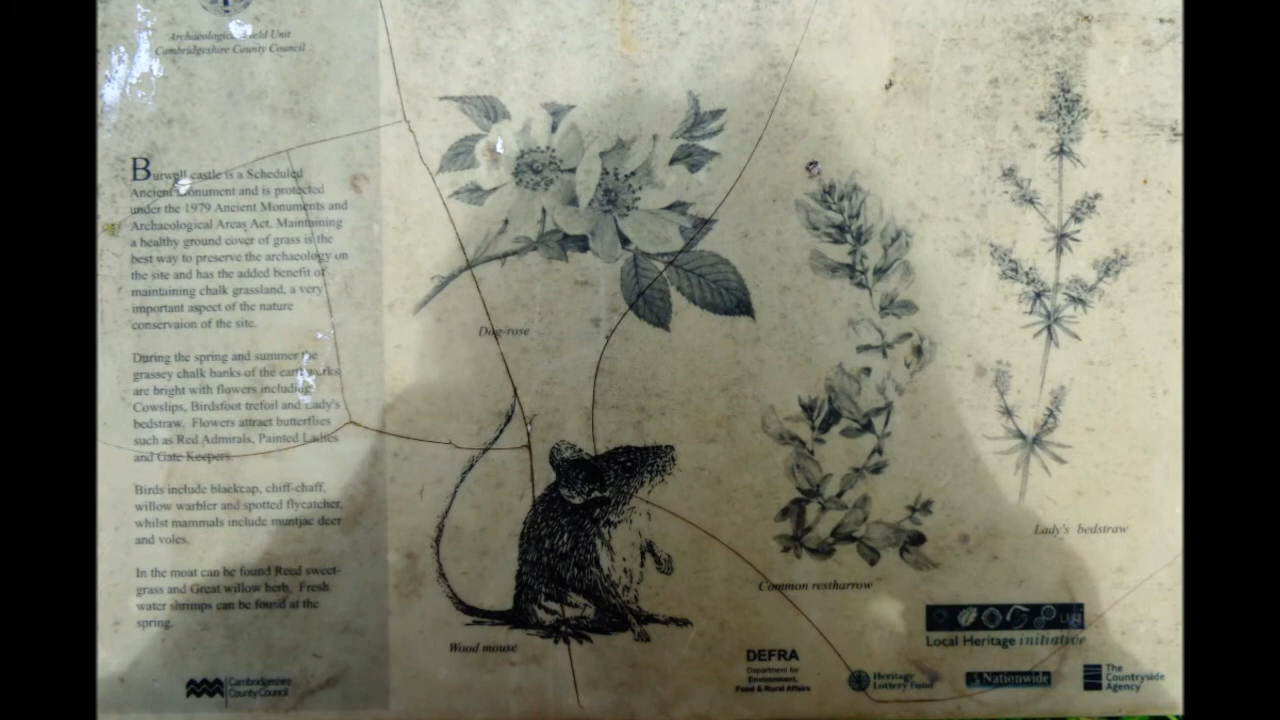 Archaeological Field Unit
Cambridgeshire County Council
Burwell castle is a Scheduled
Ancient Monument and is protected
under the 1979 Ancient Monuments and
Archaeological Areas Act. Maintaining
a healthy ground cover of grass is the
best way to preserve the archaeology on
the site and has the added benefit of
maintaining chalk grassland, a very
important aspect of the nature
conservaion of the site.
During the spring and summer the
grassey chalk banks of the earthworks
are bright with flowers including
Cowslips, Birdsfoot trefoil and Lady's
bedstraw. Flowers attract butterflies
such as Red Admirals, Painted Ladies
and Gate Keepers.
Birds include blackcap, chiff-chaff,
willow warbler and spotted flycatcher,
whilst mammals include muntjac deer
and voles.
In the moat can be found Reed sweet-
grass and Great willow herb. Fresh
water shrimps can be found at the
spring.
Cambridgeshire
County Council
Dog-rose
Wood mouse
Common restharrow
Lady's bedstraw
DEFRA
Department for
Environment,
Food & Rural Affairs
Local Heritage initiative
Heritage
Lottery Fund
Nationwide
The
Countryside
Agency